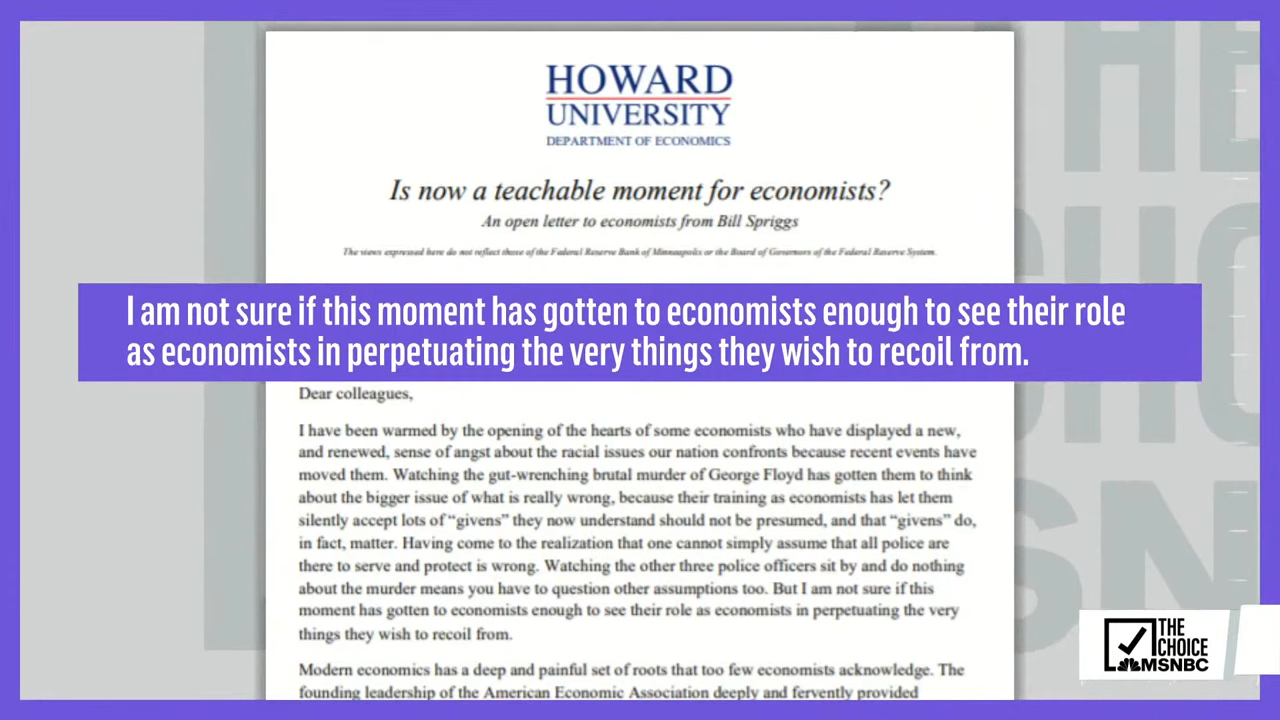 HOWARD
UNIVERSITY
DEPARTMENT OF ECONOMICS
Is now a teachable moment for economists?
An open letter to economists from Bill Spriggs
The views expressed here do not reflect those of the Federal Reserve Bank of Minneapolis or the Board of Governors of the Federal Reserve System.
I am not sure if this moment has gotten to economists enough to see their role
as economists in perpetuating the very things they wish to recoil from.
Dear colleagues,
I have been warmed by the opening of the hearts of some economists who have displayed a new,
and renewed, sense of angst about the racial issues our nation confronts because recent events have
moved them. Watching the gut-wrenching brutal murder of George Floyd has gotten them to think
about the bigger issue of what is really wrong, because their training as economists has let them
silently accept lots of “givens” they now understand should not be presumed, and that “givens” do,
in fact, matter. Having come to the realization that one cannot simply assume that all police are
there to serve and protect is wrong. Watching the other three police officers sit by and do nothing
about the murder means you have to question other assumptions too. But I am not sure if this
moment has gotten to economists enough to see their role as economists in perpetuating the very
things they wish to recoil from.
Modern economics has a deep and painful set of roots that too few economists acknowledge. The
founding leadership of the American Economic Association deeply and fervently provided
THE
CHOICE
MSNBC